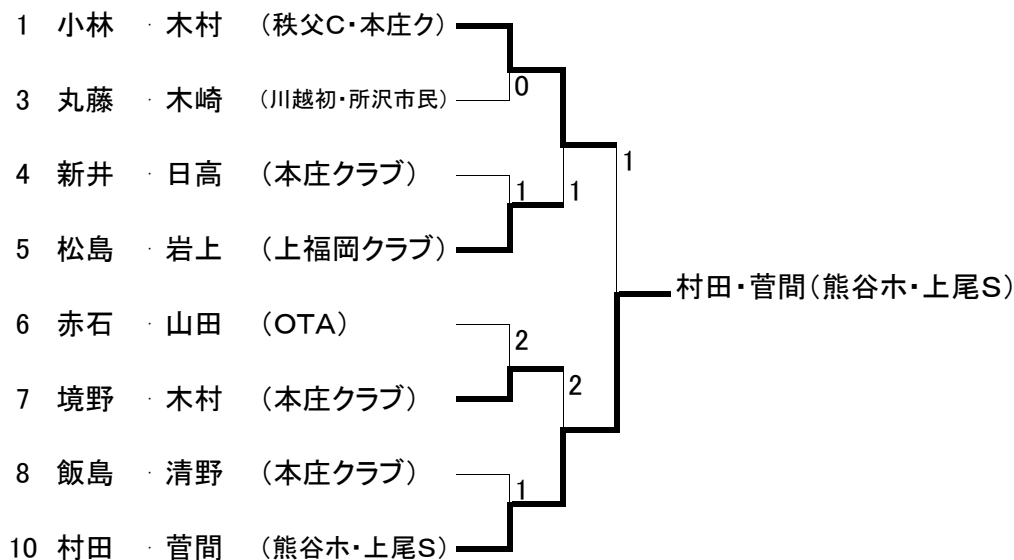 1 小林 · 木村 (秩父C・本庄ク)
0
3 丸藤 · 木崎 (川越初・所沢市民)
1
4 新井 · 日高 (本庄クラブ)
1 1
5 松島 · 岩上 (上福岡クラブ)
村田・菅間(熊谷ホ・上尾S)
6 赤石 · 山田 (OTA)
2
2
7 境野 · 木村 (本庄クラブ)
8 飯島 · 清野 (本庄クラブ)
1
10 村田 · 菅間 (熊谷ホ・上尾S)